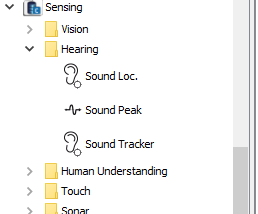 Sensing
Vision
Hearing
Sound Loc.
Sound Peak
Sound Tracker
Human Understanding
Touch
Sonar